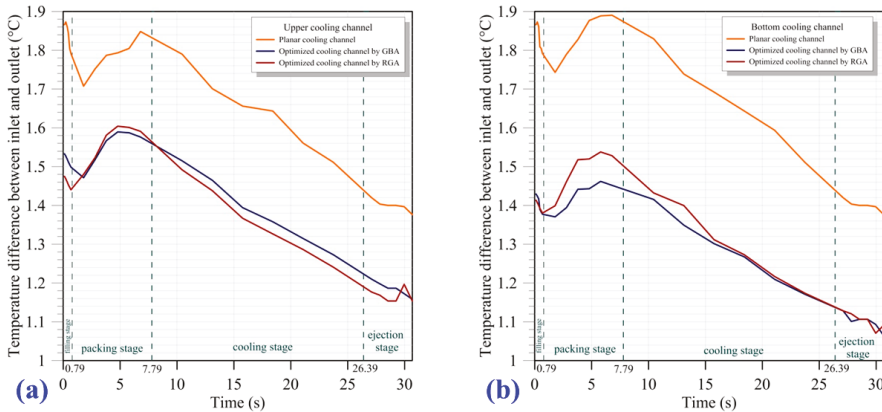 Temperature difference between inlet and outlet (°C)
1.9
1.8
1.7
1.6
1.5
1.4
1.3
1.2
1.1
1
Upper cooling channel
Planar cooling channel
Optimized cooling channel by GBA
Optimized cooling channel by RGA
filling stage
packing stage
cooling stage
ejection
stage
0
0.79
5
7.79
10
15
20
25
26.39
30
Time (s)
(a)
Temperature difference between inlet and outlet (°C)
1.9
1.8
1.7
1.6
1.5
1.4
1.3
1.2
1.1
1
Bottom cooling channel
Planar cooling channel
Optimized cooling channel by GBA
Optimized cooling channel by RGA
filling stage
packing stage
cooling stage
ejection
stage
0
0.79
5
7.79
10
15
20
25
26.39
30
Time (s)
(b)